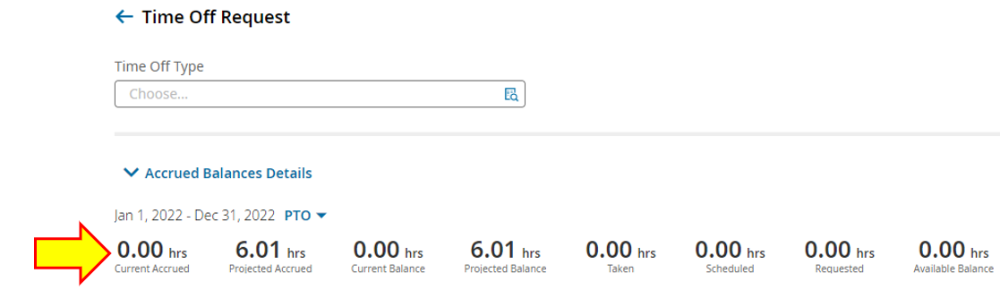 Time Off Request
Time Off Type
Choose...
Accrued Balances Details
Jan 1, 2022 - Dec 31, 2022 PTO
0.00 hrs 6.01 hrs 0.00 hrs 6.01 hrs 0.00 hrs 0.00 hrs 0.00 hrs 0.00 hrs
Current Accrued Projected Accrued Current Balance Projected Balance Taken Scheduled Requested Available Balance